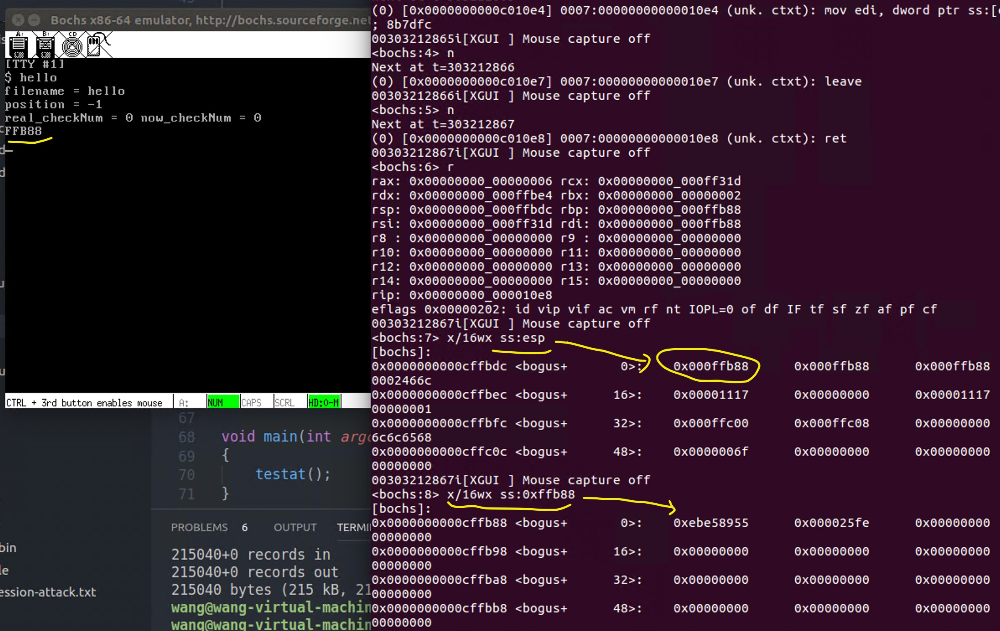 Bochs x86-64 emulator, http://bochs.sourceforge.net
A: B: CD
[TTY #1]
$ hello
filename = hello
position = -1
real_checkNum = 0 now_checkNum = 0
FFB88
CTRL + 3rd button enables mouse A: NUM CAPS SCRL HD:0-M
67
68 void main(int argc
69 {
70 testat();
71 }
PROBLEMS 6 OUTPUT
215040+0 records in
215040+0 records out
215040 bytes (215 kB, 21
wang@wang-virtual-machin
wang@wang-virtual-machin
bin
le
ession-attack.txt
(0) [0x0000000000c010e4] 0007:00000000000010e4 (unk. ctxt): mov edi, dword ptr ss:[
; 8b7dfc
00303212865i[XGUI ] Mouse capture off
<bochs:4> n
Next at t=303212866
(0) [0x0000000000c010e7] 0007:00000000000010e7 (unk. ctxt): leave
00303212866i[XGUI ] Mouse capture off
<bochs:5> n
Next at t=303212867
(0) [0x0000000000c010e8] 0007:00000000000010e8 (unk. ctxt): ret
00303212867i[XGUI ] Mouse capture off
<bochs:6> r
rax: 0x00000000_00000006 rcx: 0x00000000_000ff31d
rdx: 0x00000000_000ffbe4 rbx: 0x00000000_00000002
rsp: 0x00000000_000ffbdc rbp: 0x00000000_000ffb88
rsi: 0x00000000_000ff31d rdi: 0x00000000_000ffb88
r8 : 0x00000000_00000000 r9 : 0x00000000_00000000
r10: 0x00000000_00000000 r11: 0x00000000_00000000
r12: 0x00000000_00000000 r13: 0x00000000_00000000
r14: 0x00000000_00000000 r15: 0x00000000_00000000
rip: 0x00000000_000010e8
eflags 0x00000202: id vip vif ac vm rf nt IOPL=0 of df IF tf sf zf af pf cf
00303212867i[XGUI ] Mouse capture off
<bochs:7> x/16wx ss:esp
[bochs]:
0x0000000000cffbdc <bogus+ 0>: 0x000ffb88 0x000ffb88 0x000ffb88
0002466c
0x0000000000cffbec <bogus+ 16>: 0x00001117 0x00000000 0x00001117
00000001
0x0000000000cffbfc <bogus+ 32>: 0x000ffc00 0x000ffc08 0x00000000
6c6c6568
0x0000000000cffc0c <bogus+ 48>: 0x0000006f 0x00000000 0x00000000
00000000
00303212867i[XGUI ] Mouse capture off
<bochs:8> x/16wx ss:0xffb88
[bochs]:
0x0000000000cffb88 <bogus+ 0>: 0xebe58955 0x000025fe 0x00000000
00000000
0x0000000000cffb98 <bogus+ 16>: 0x00000000 0x00000000 0x00000000
00000000
0x0000000000cffba8 <bogus+ 32>: 0x00000000 0x00000000 0x00000000
00000000
0x0000000000cffbb8 <bogus+ 48>: 0x00000000 0x00000000 0x00000000
00000000